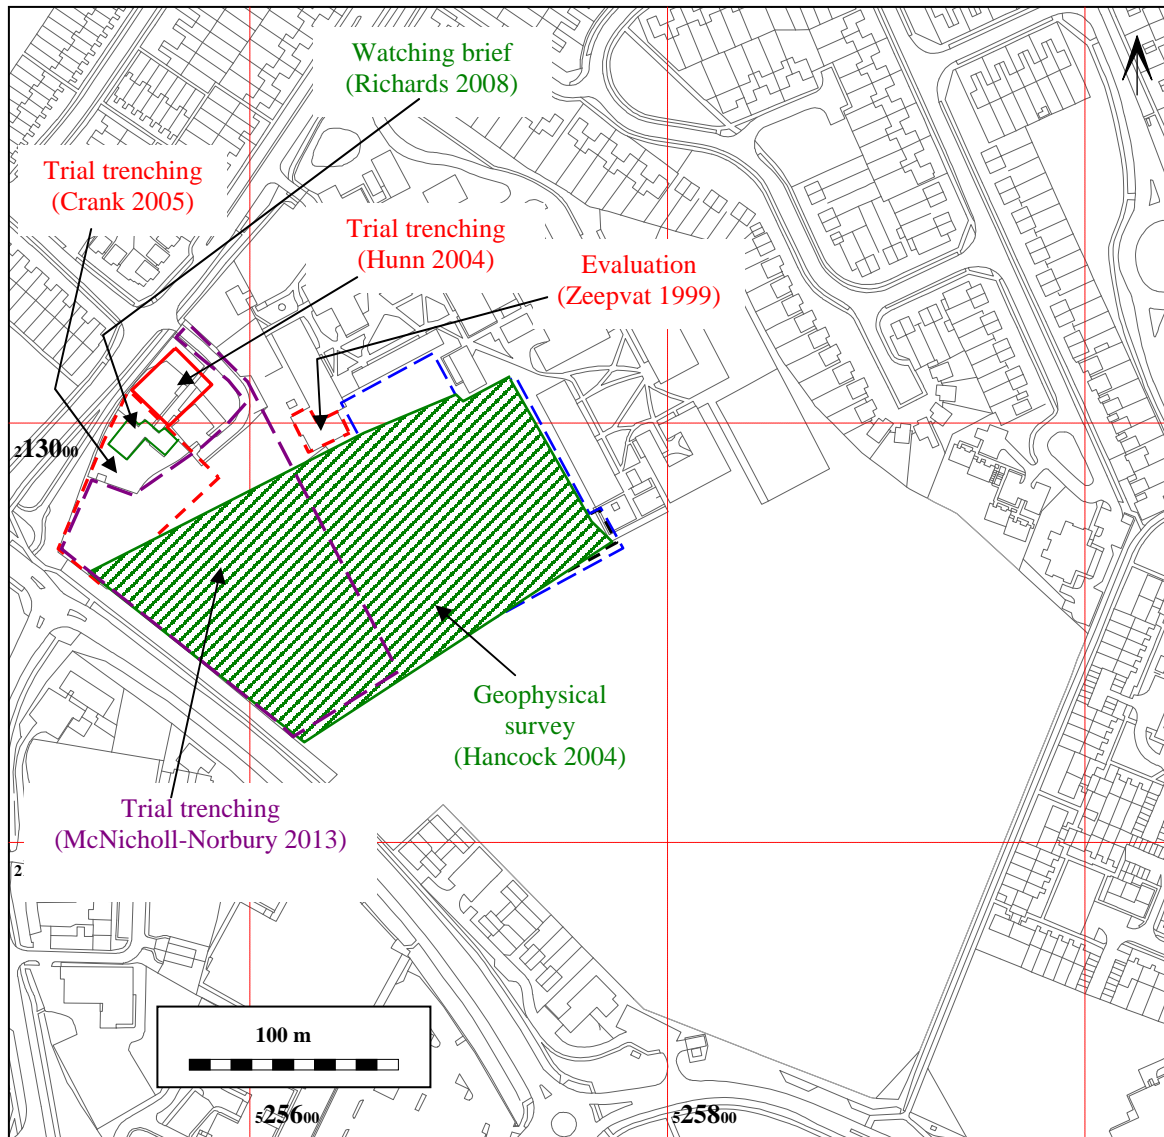 Watching brief
(Richards 2008)
Trial trenching
(Crank 2005)
Trial trenching
(Hunn 2004)
Evaluation
(Zeepvat 1999)
213000
Geophysical
survey
(Hancock 2004)
Trial trenching
(McNicholl-Norbury 2013)
2
100 m
525600
525800